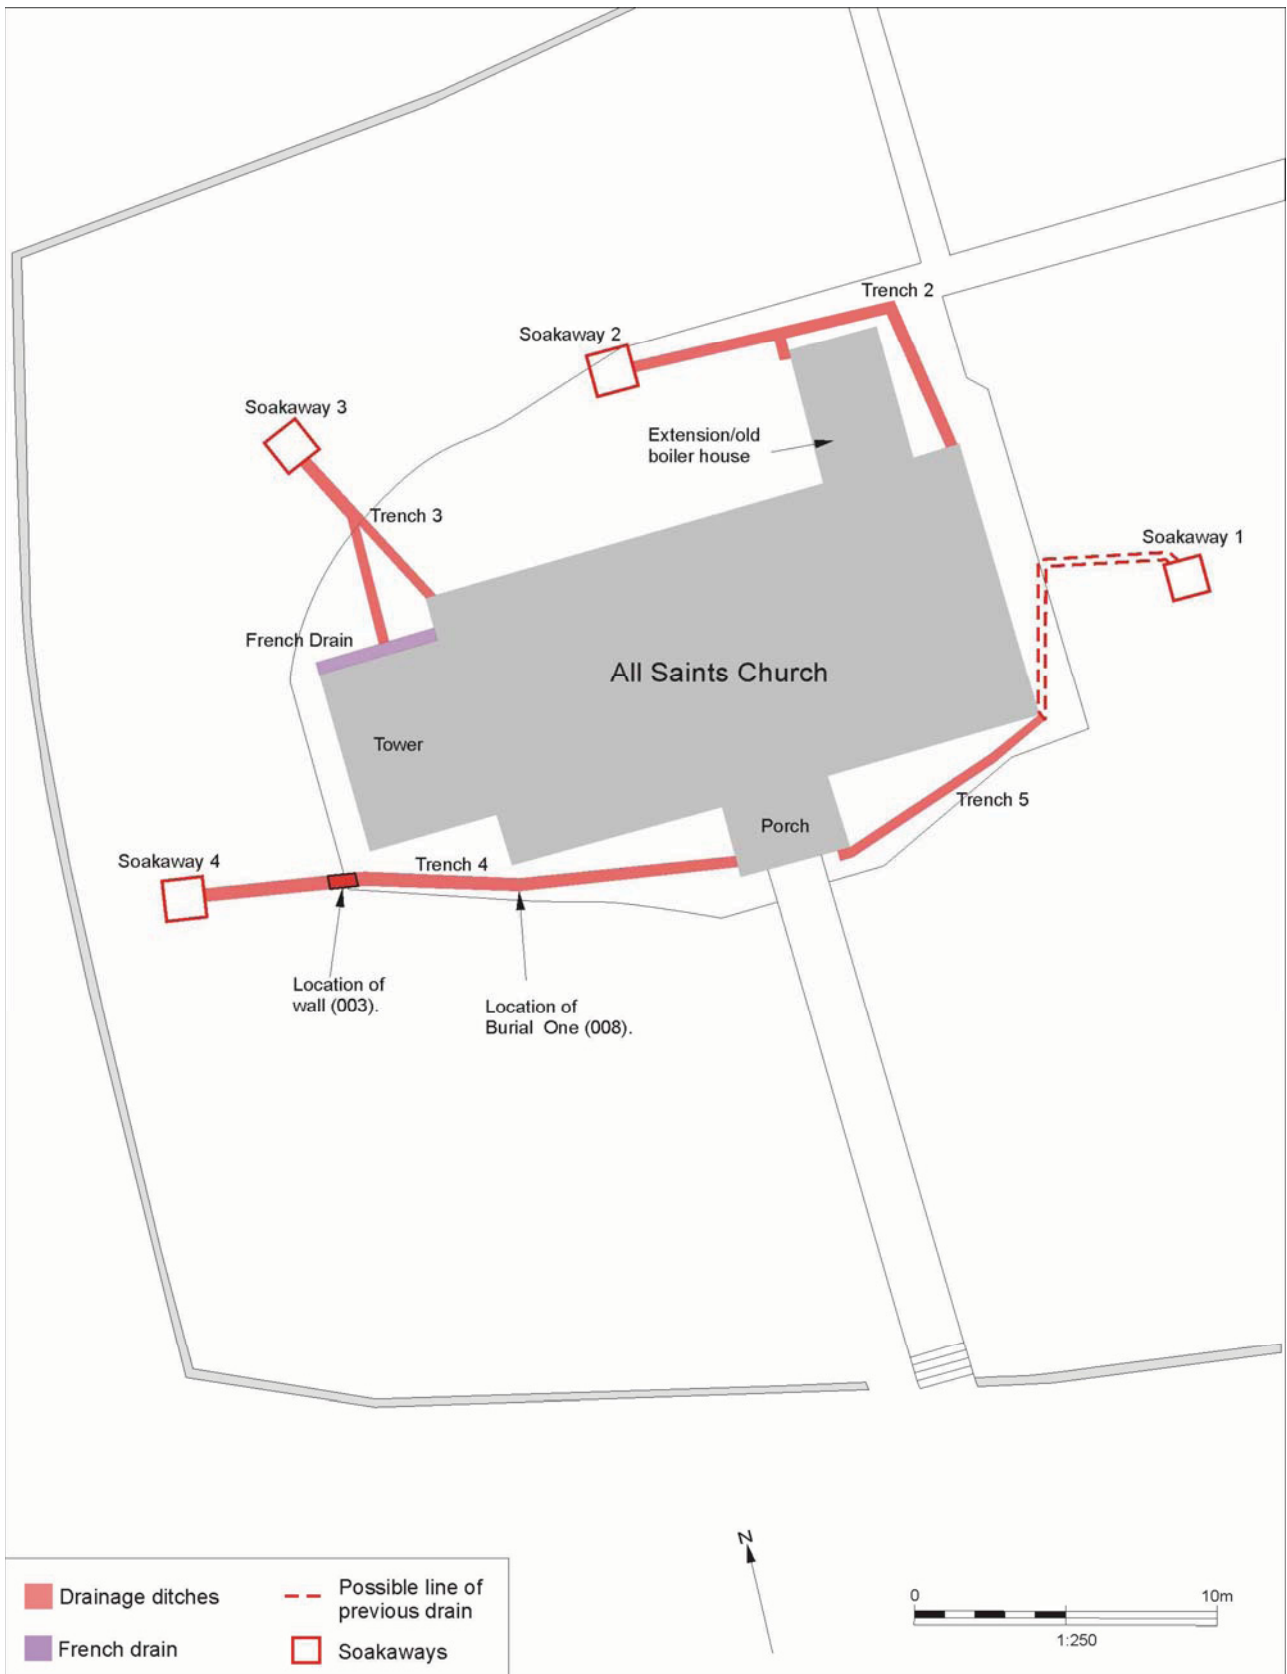 Trench 2
Soakaway 2
Soakaway 3
Extension/old
boiler house
Trench 3
Soakaway 1
French Drain
All Saints Church
Tower
Trench 5
Porch
Soakaway 4
Trench 4
Location of
wall (003).
Location of
Burial One (008).
N
Drainage ditches
Possible line of
previous drain
French drain
Soakaways
0 10m
1:250